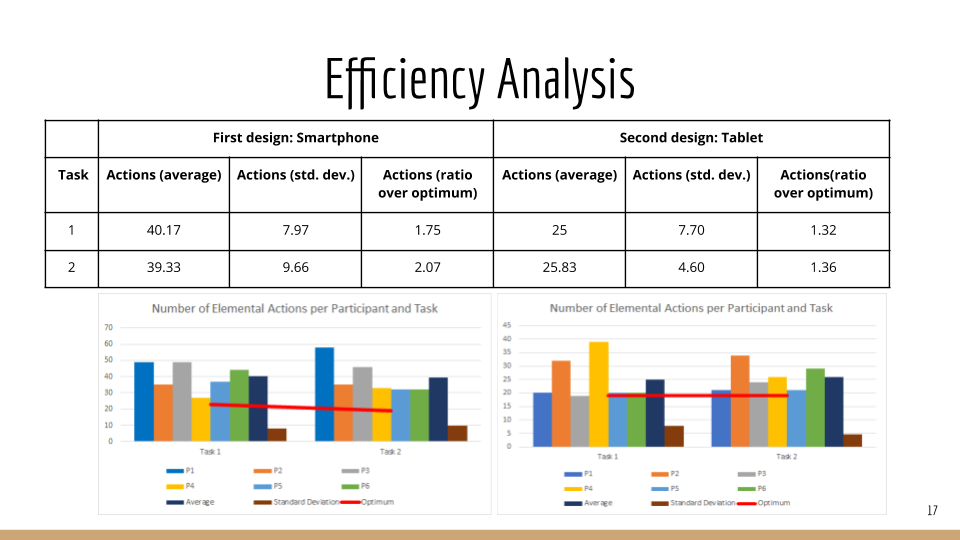 Efficiency Analysis
First design: Smartphone Second design: Tablet
Task Actions (average) Actions (std. dev.) Actions (ratio over optimum) Actions (average) Actions (std. dev.) Actions(ratio over optimum)
1 40.17 7.97 1.75 25 7.70 1.32
2 39.33 9.66 2.07 25.83 4.60 1.36
Number of Elemental Actions per Participant and Task
70
60
50
40
30
20
10
0
Task 1 Task 2
P1 P2 P3
P4 P5 P6
Average Standard Deviation Optimum
Number of Elemental Actions per Participant and Task
45
40
35
30
25
20
15
10
5
0
Task 1 Task 2
P1 P2 P3
P4 P5 P6
Average Standard Deviation Optimum
17